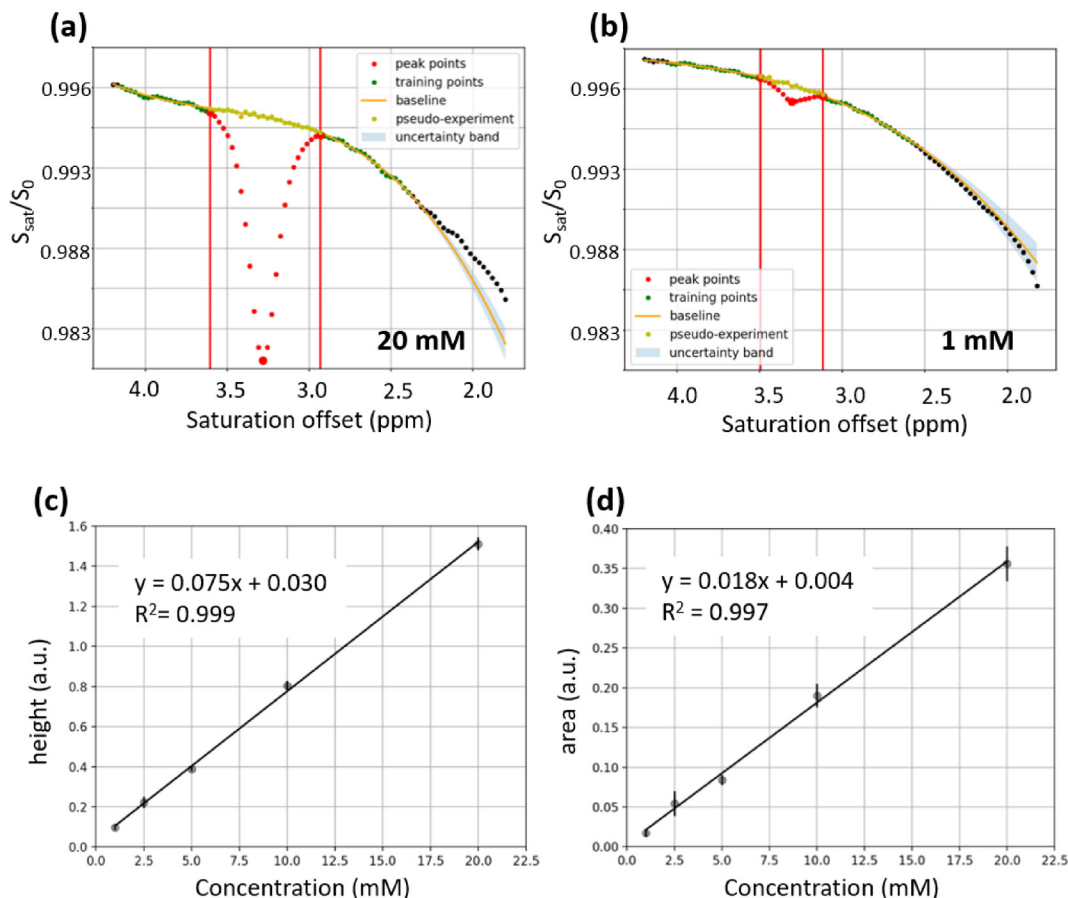 (a)
peak points
training points
baseline
pseudo-experiment
uncertainty band
0.996
0.993
0.988
0.983
S_sat/S_0
20 mM
4.0 3.5 3.0 2.5 2.0
Saturation offset (ppm)
(b)
0.996
0.993
0.988
0.983
S_sat/S_0
peak points
training points
baseline
pseudo-experiment
uncertainty band
1 mM
4.0 3.5 3.0 2.5 2.0
Saturation offset (ppm)
(c)
1.6
1.4
1.2
1.0
0.8
0.6
0.4
0.2
0.0
height (a.u.)
y = 0.075x + 0.030
R² = 0.999
0.0 2.5 5.0 7.5 10.0 12.5 15.0 17.5 20.0 22.5
Concentration (mM)
(d)
0.40
0.35
0.30
0.25
0.20
0.15
0.10
0.05
0.00
area (a.u.)
y = 0.018x + 0.004
R² = 0.997
0.0 2.5 5.0 7.5 10.0 12.5 15.0 17.5 20.0 22.5
Concentration (mM)